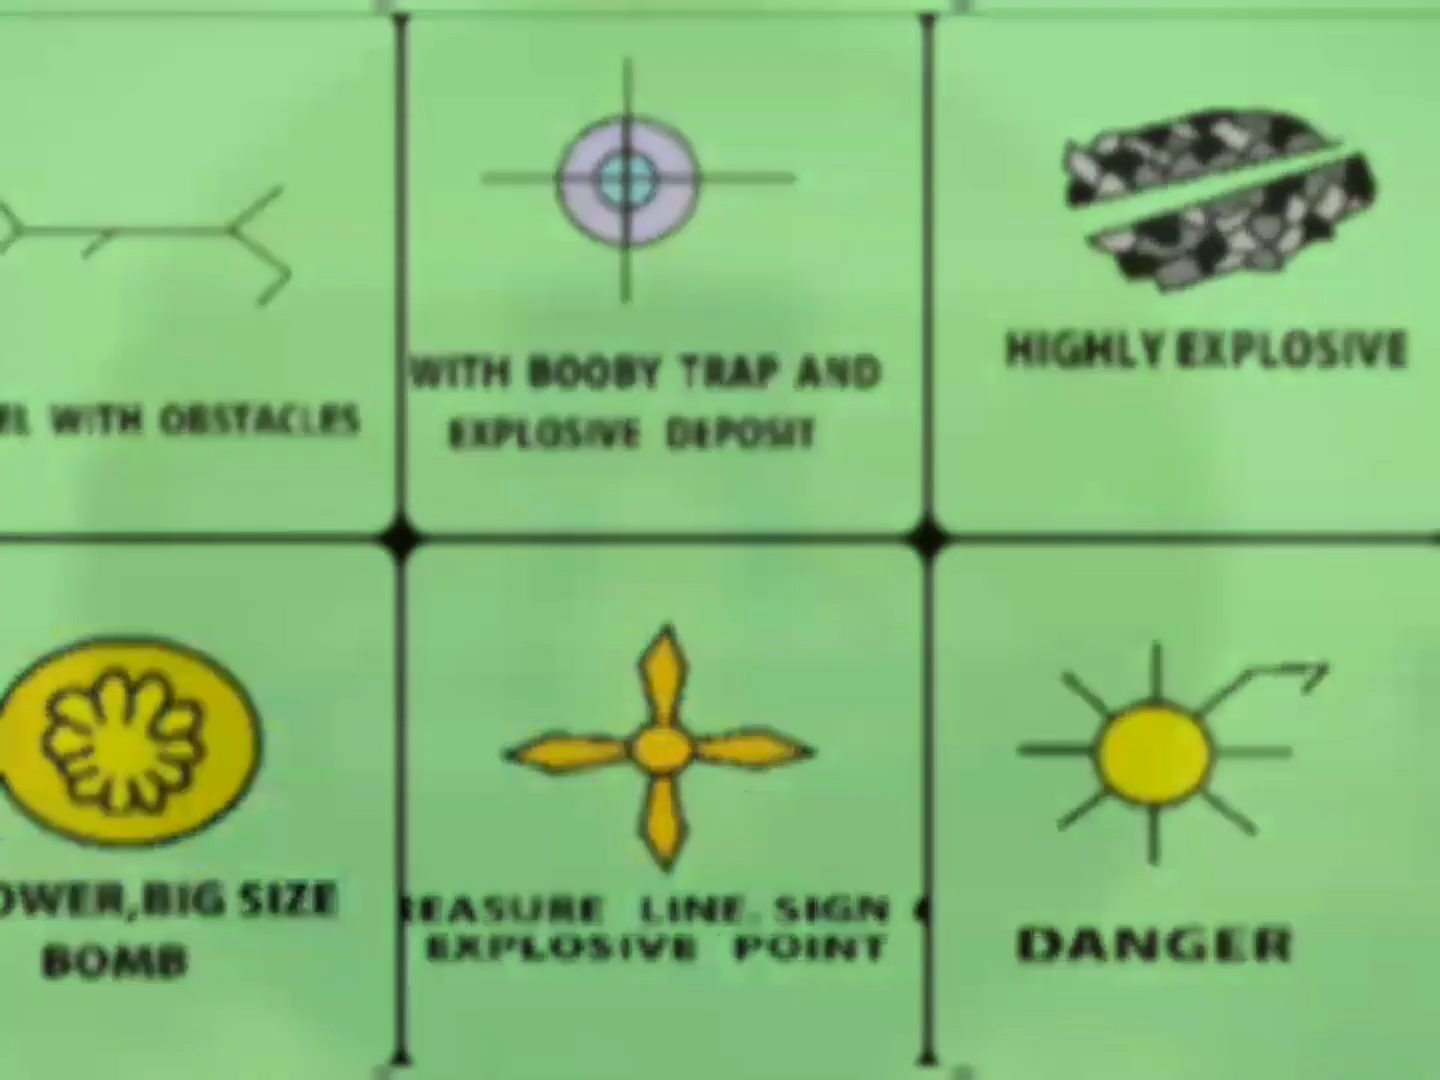 WITH OBSTACLES
WITH BOOBY TRAP AND
EXPLOSIVE DEPOSIT
HIGHLY EXPLOSIVE
BIG SIZE
BOMB
LINE. SIGN
EXPLOSIVE POINT
DANGER